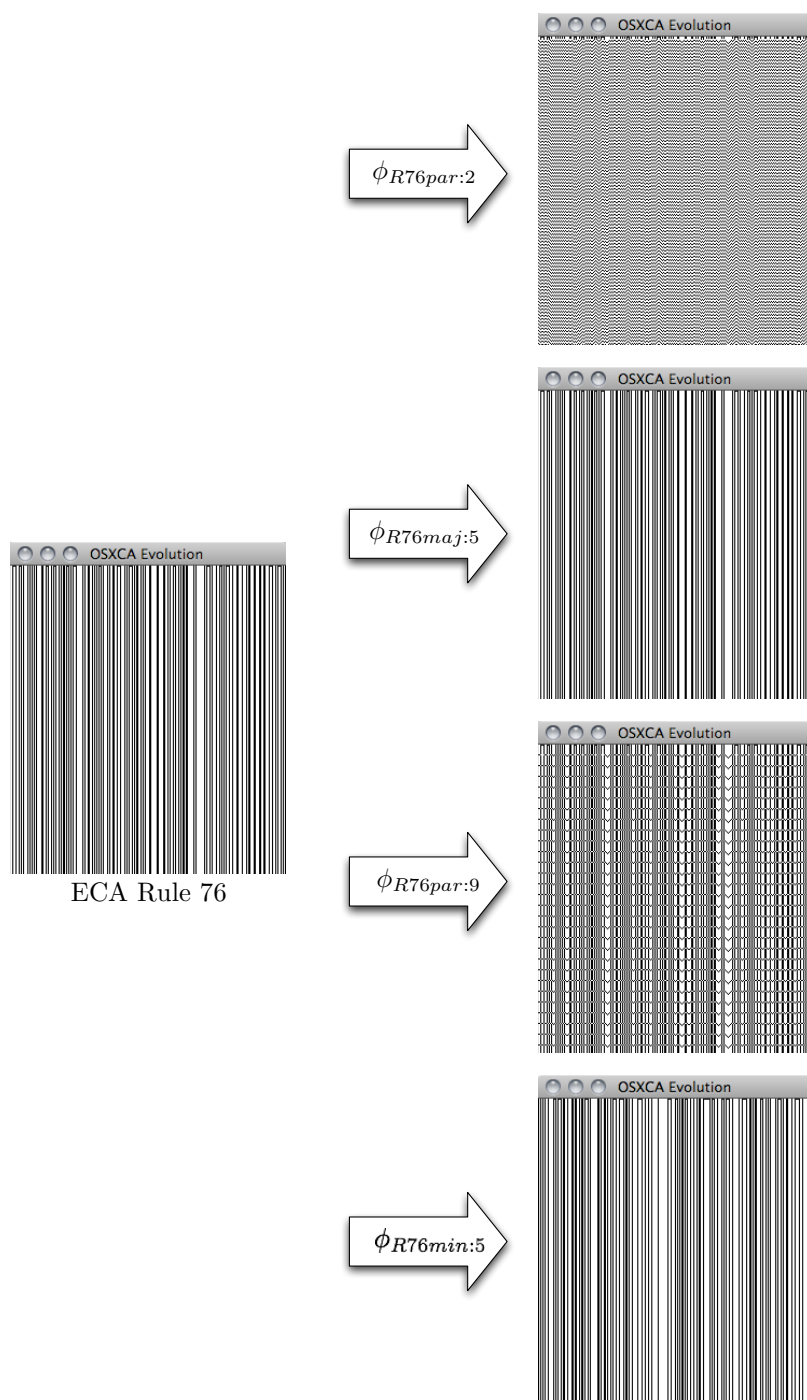 OSXCA Evolution
ϕR76par:2
OSXCA Evolution
ϕR76maj:5
OSXCA Evolution
ECA Rule 76
OSXCA Evolution
ϕR76par:9
OSXCA Evolution
ϕR76min:5